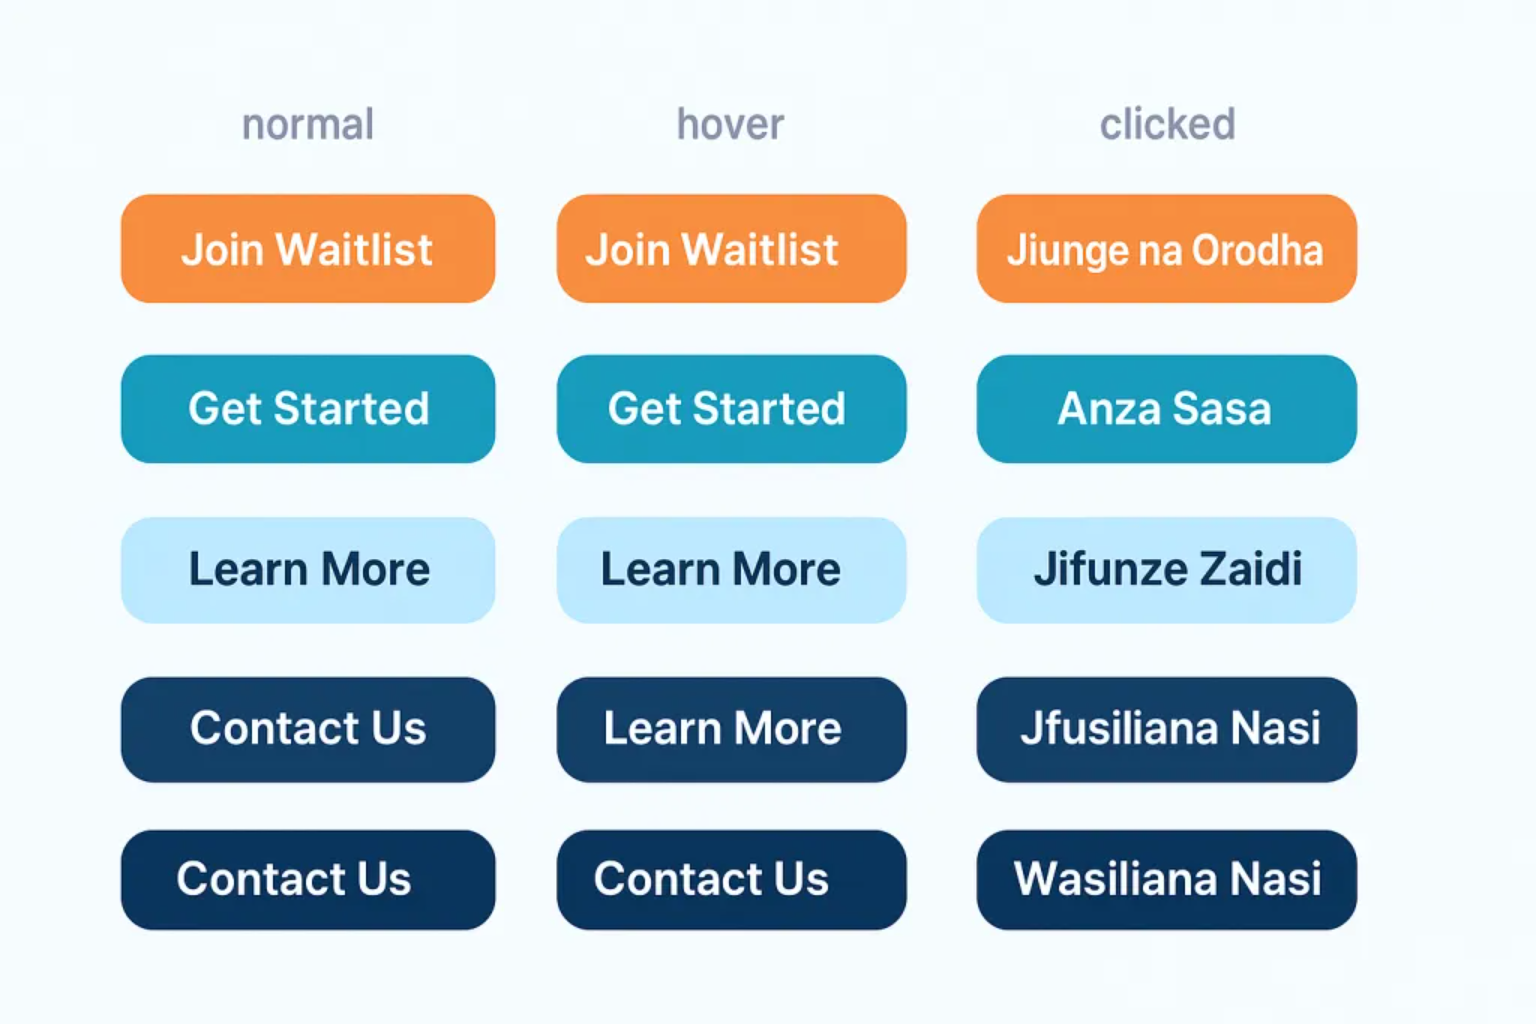 normal hover clicked
Join Waitlist Join Waitlist Jiunge na Orodha
Get Started Get Started Anza Sasa
Learn More Learn More Jifunze Zaidi
Contact Us Learn More Jfusiliana Nasi
Contact Us Contact Us Wasiliana Nasi